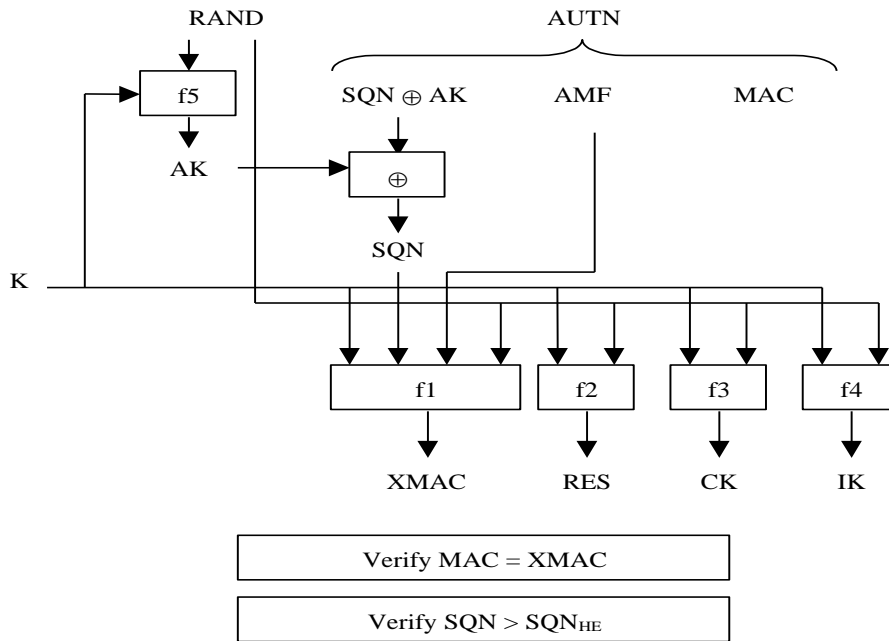 RAND AUTN
f5 SQN ⊕ AK AMF MAC
AK ⊕
SQN
K
f1 f2 f3 f4
XMAC RES CK IK
Verify MAC = XMAC
Verify SQN > SQN_HE